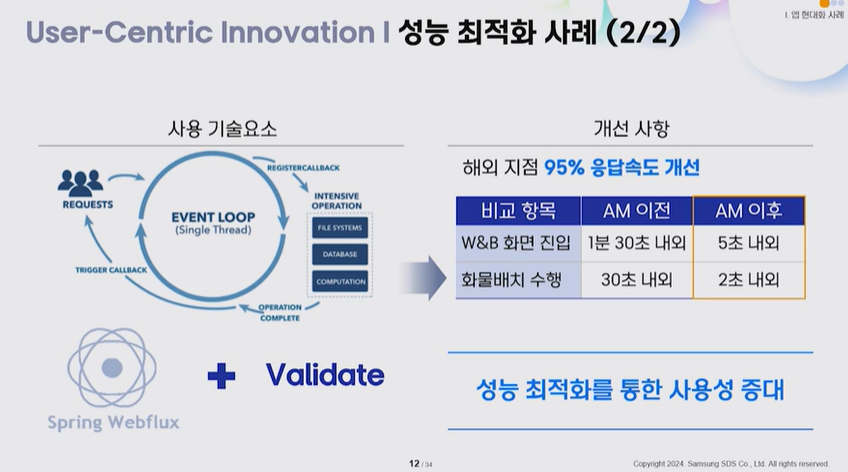 I. 앱 현대화 사례
User-Centric Innovation I 성능 최적화 사례 (2/2)
사용 기술요소
REQUESTS
EVENT LOOP
(Single Thread)
REGISTERCALLBACK
INTENSIVE
OPERATION
FILE SYSTEMS
DATABASE
COMPUTATION
TRIGGER CALLBACK
OPERATION
COMPLETE
Spring Webflux
+
Validate
개선 사항
해외 지점 95% 응답속도 개선
비교 항목 AM 이전 AM 이후
W&B 화면 진입 1분 30초 내외 5초 내외
화물배치 수행 30초 내외 2초 내외
성능 최적화를 통한 사용성 증대
12 / 34
Copyright 2024. Samsung SDS Co., Ltd. All rights reserved.